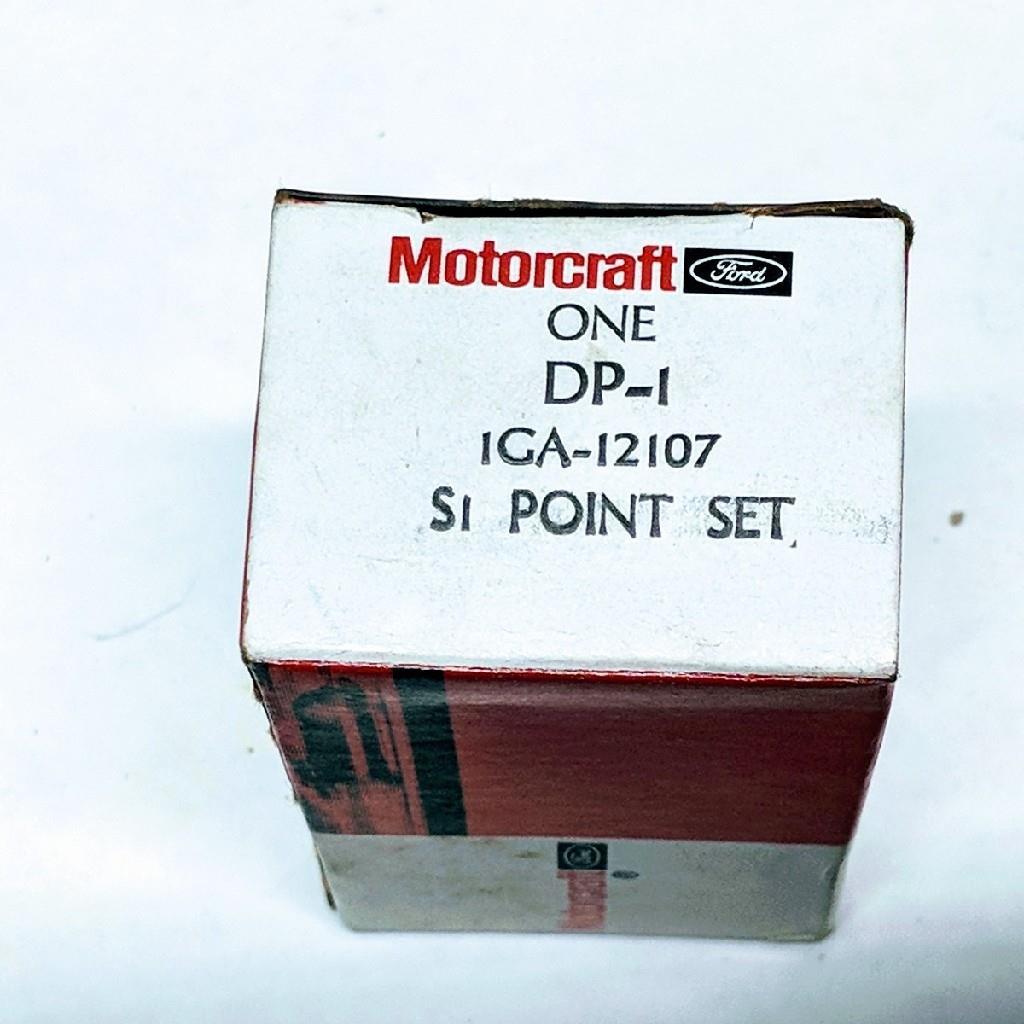 Motorcraft Ford
ONE
DP-1
1GA-12107
S1 POINT SET